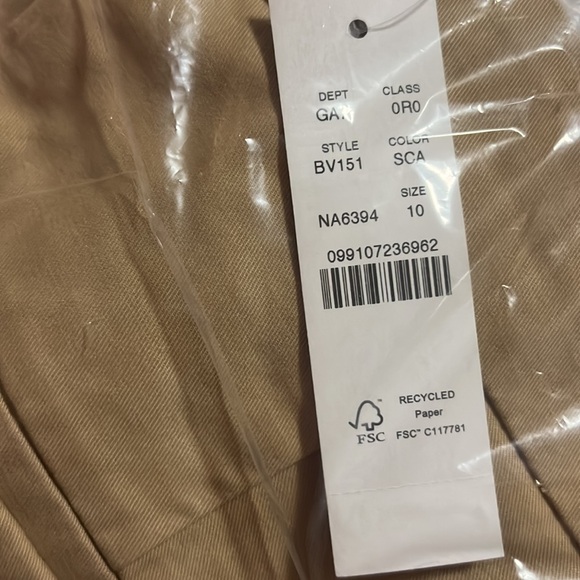 DEPT CLASS
0R0
STYLE COLOR
BV151 SCA
SIZE
NA6394 10
099107236962
RECYCLED
Paper
FSC™ C117781
FSC